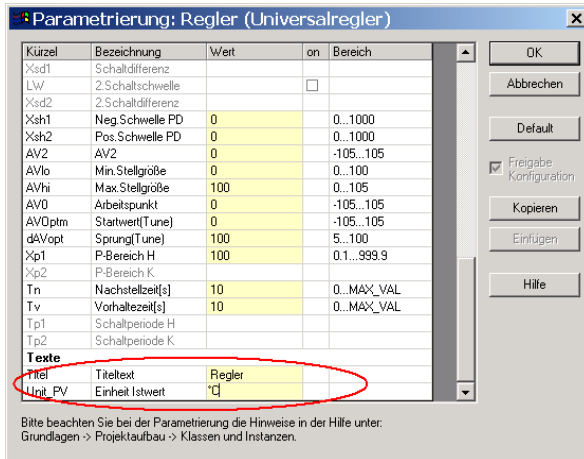 Parametrierung: Regler (Universalregler)
Kürzel Bezeichnung Wert on Bereich
Xsd1 Schaltdifferenz
LW 2.Schaltschwelle
Xsd2 2.Schaltdifferenz
Xsh1 Neg.Schwelle PD 0 0...1000
Xsh2 Pos.Schwelle PD 0 0...1000
AV2 AV2 0 -105...105
AVlo Min.Stellgröße 0 0...100
AVhi Max.Stellgröße 100 0...105
AV0 Arbeitspunkt 0 -105...105
AVOptm Startwert(Tune) 0 -105...105
dAVopt Sprung(Tune) 100 5...100
Xp1 P-Bereich H 100 0.1...999.9
Xp2 P-Bereich K
Tn Nachstellzeit[s] 10 0...MAX_VAL
Tv Vorhaltezeit[s] 10 0...MAX_VAL
Tp1 Schaltperiode H
Tp2 Schaltperiode K
Texte
Titel Titeltext Regler
Unit_PV Einheit Istwert °C
OK
Abbrechen
Default
Freigabe
Konfiguration
Kopieren
Einfügen
Hilfe
Bitte beachten Sie bei der Parametrierung die Hinweise in der Hilfe unter:
Grundlagen -> Projektaufbau -> Klassen und Instanzen.